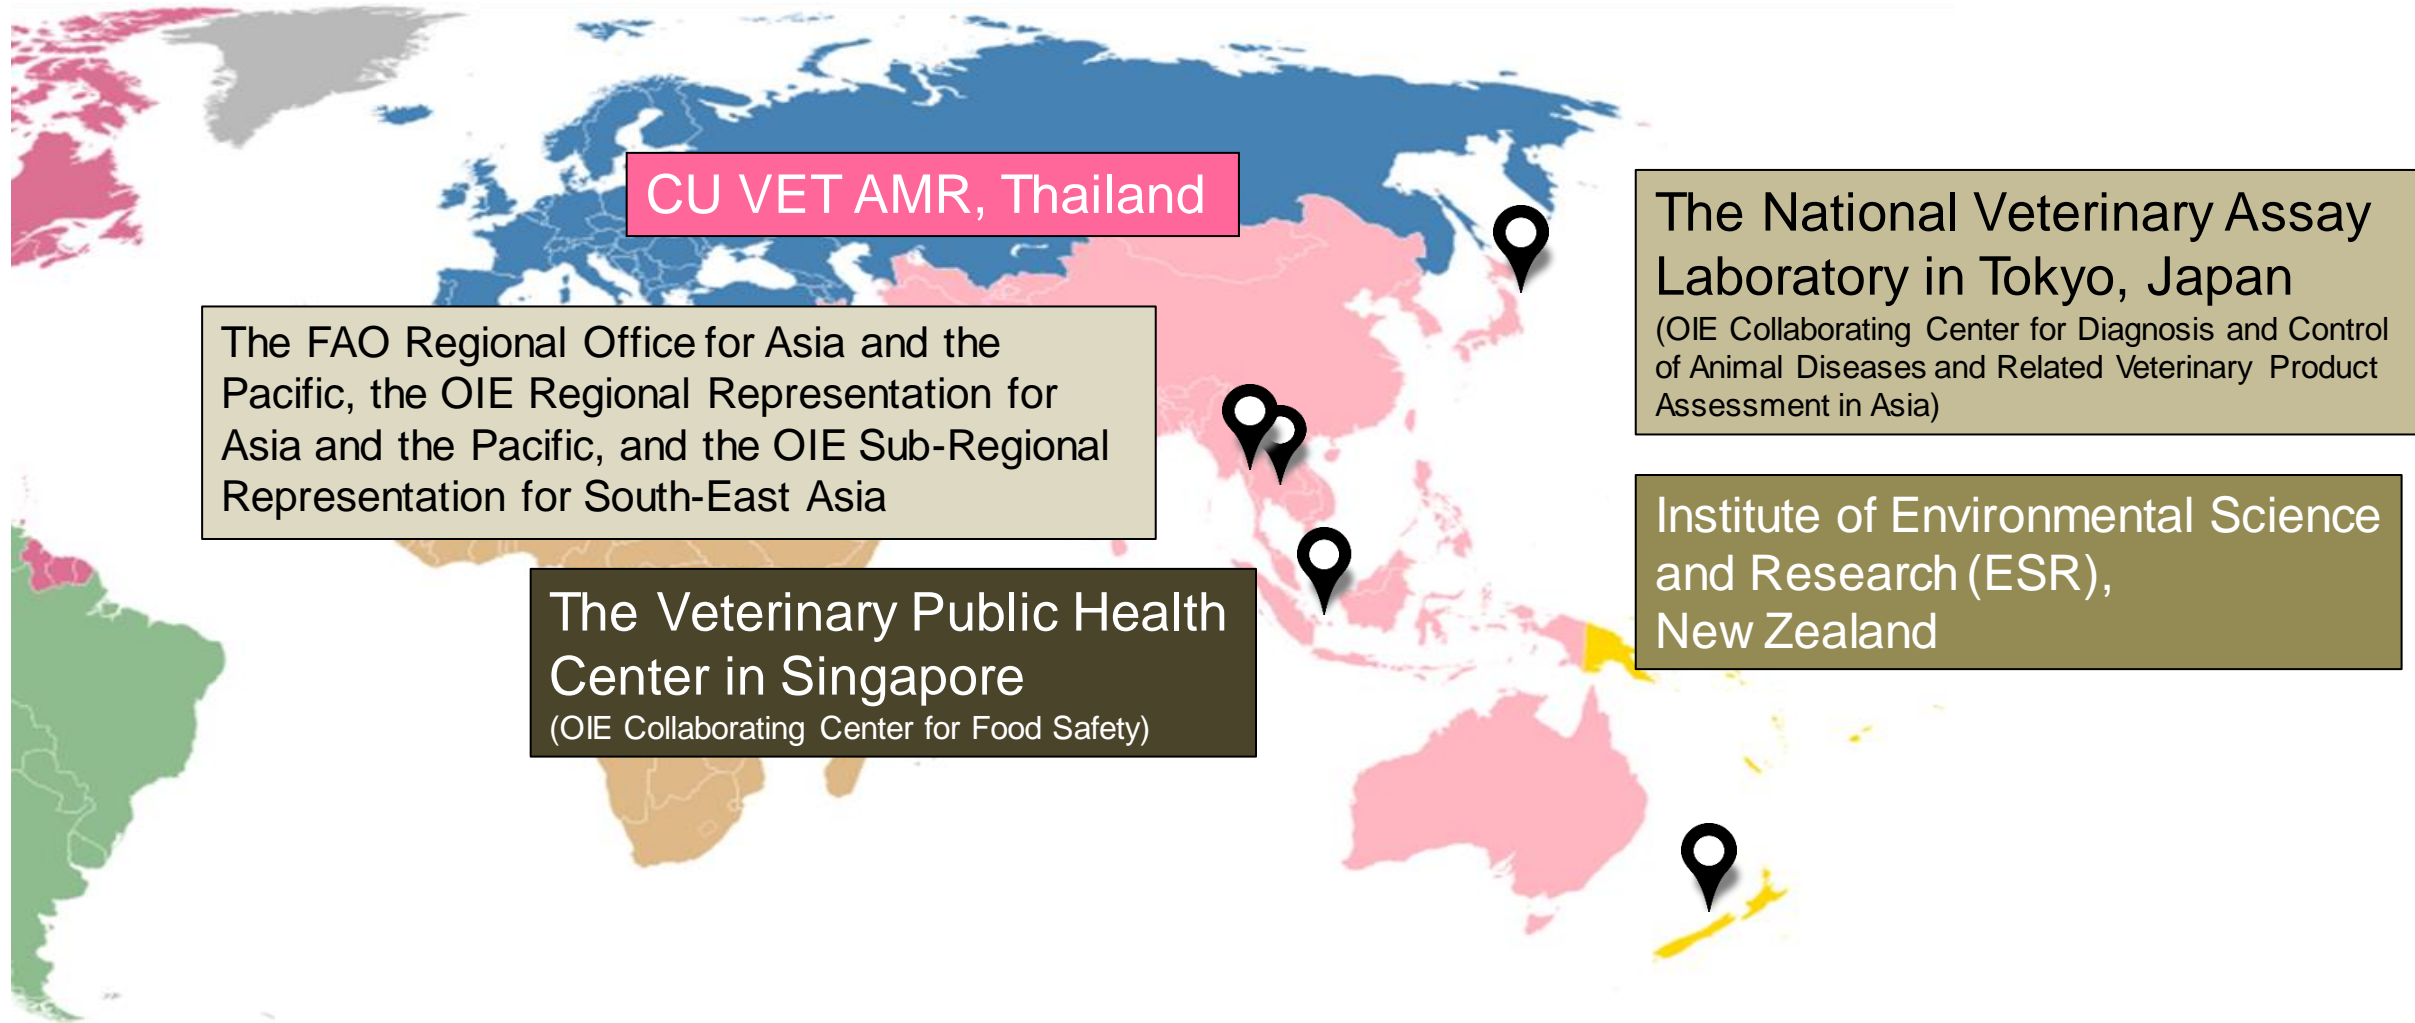 CU VET AMR, Thailand
The National Veterinary Assay
Laboratory in Tokyo, Japan
(OIE Collaborating Center for Diagnosis and Control
of Animal Diseases and Related Veterinary Product
Assessment in Asia)
The FAO Regional Office for Asia and the
Pacific, the OIE Regional Representation for
Asia and the Pacific, and the OIE Sub-Regional
Representation for South-East Asia
Institute of Environmental Science
and Research (ESR),
New Zealand
The Veterinary Public Health
Center in Singapore
(OIE Collaborating Center for Food Safety)